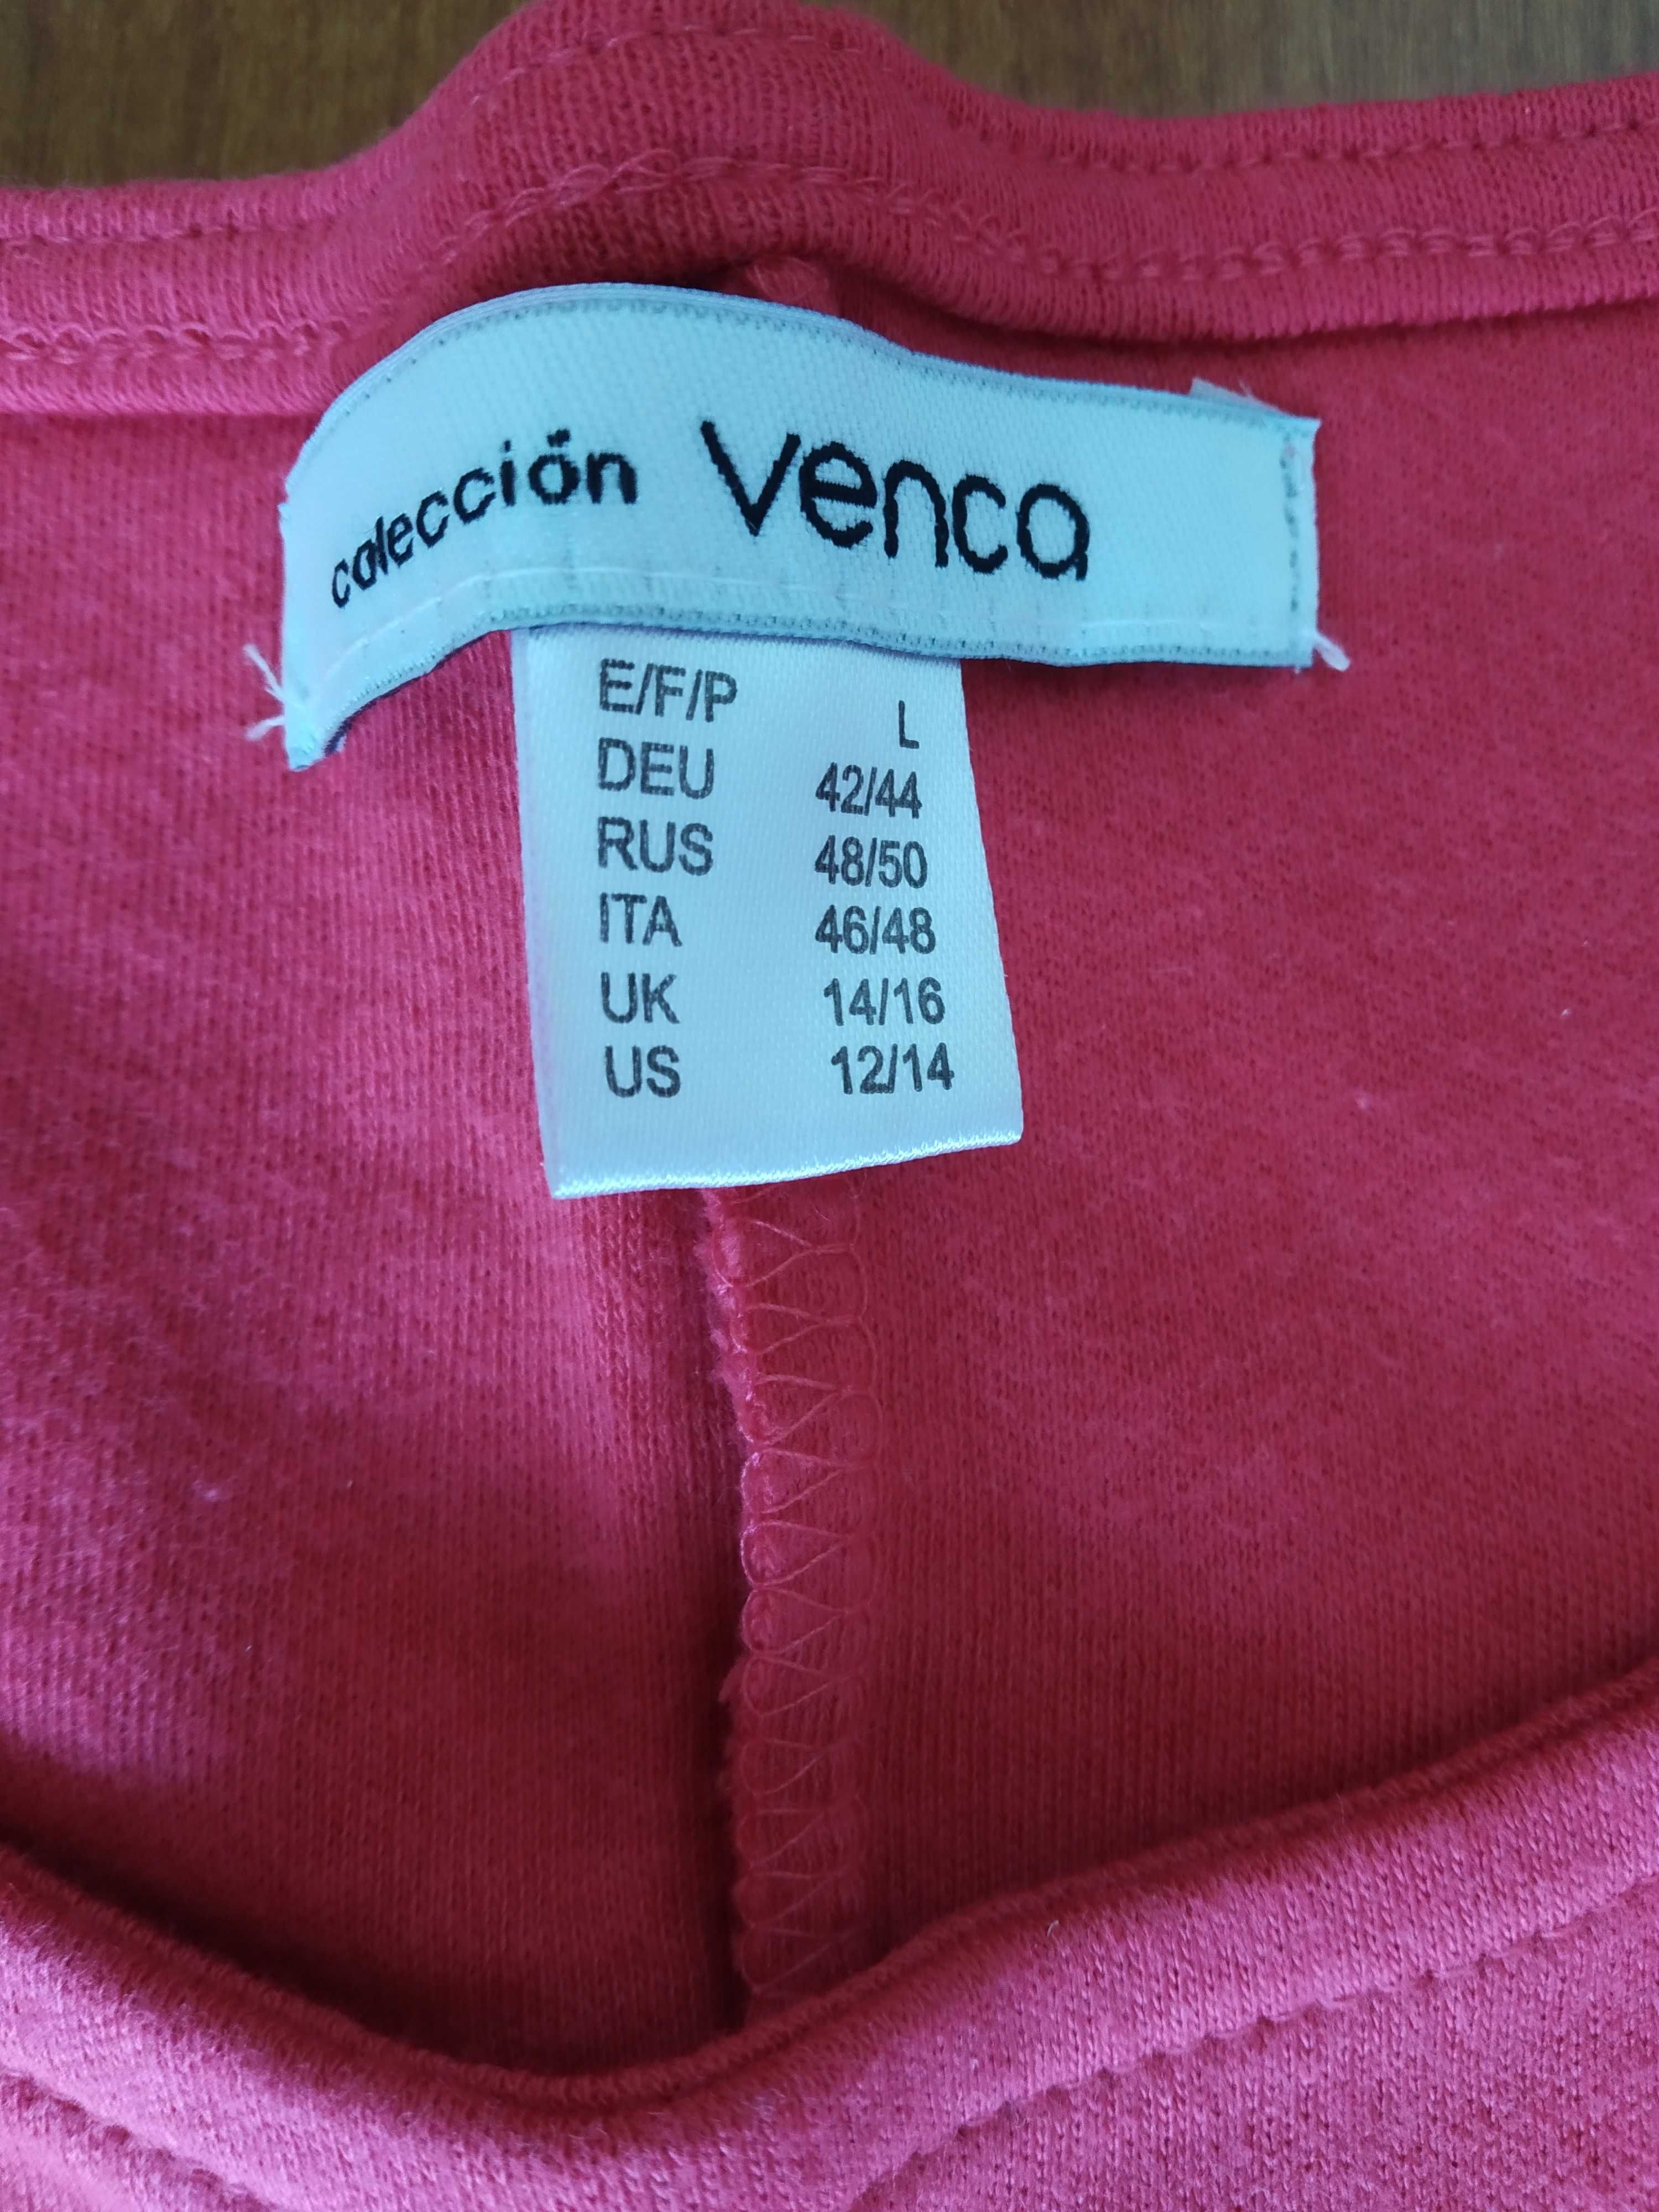 colección Venca
E/F/P L
DEU 42/44
RUS 48/50
ITA 46/48
UK 14/16
US 12/14